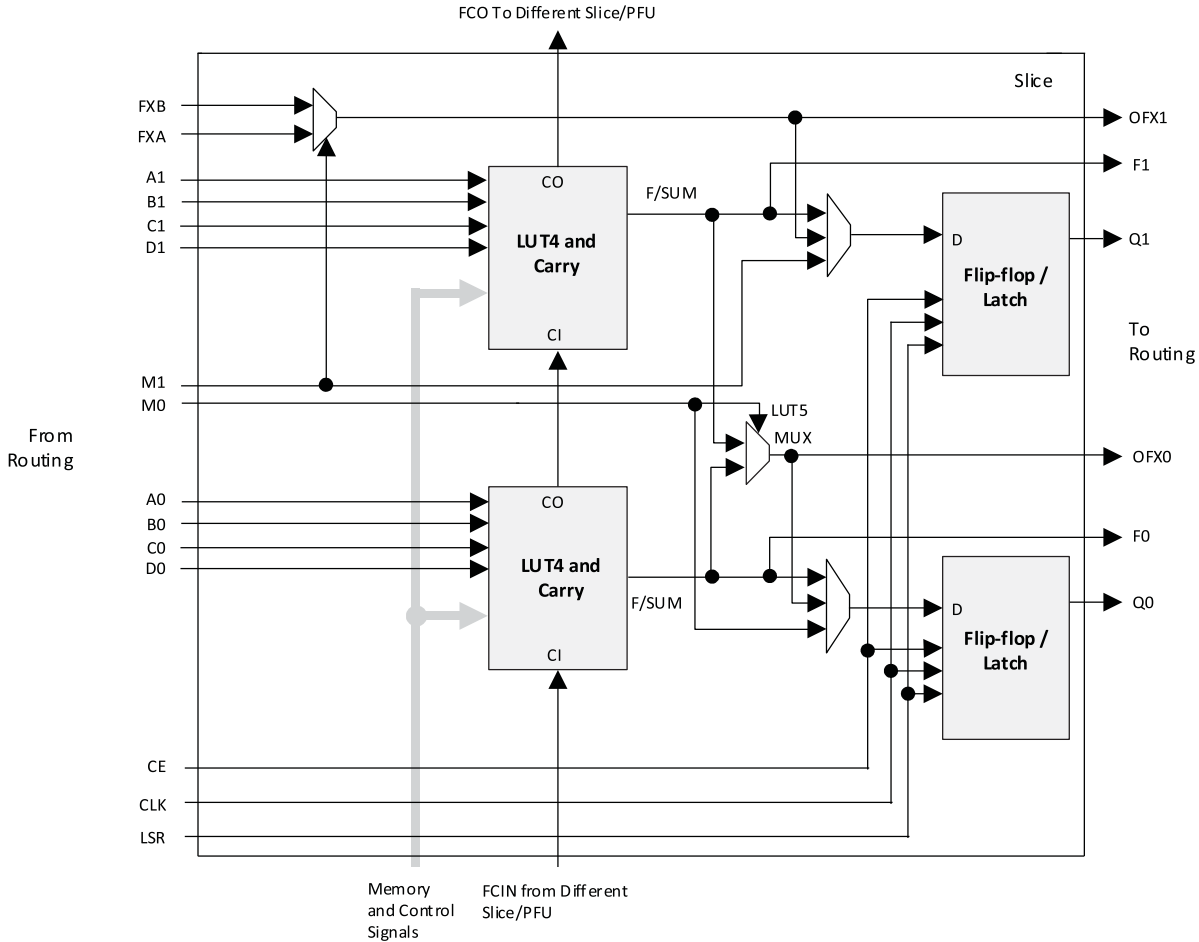 FCO To Different Slice/PFU
Slice
FXB
FXA
OFX1
F1
A1
B1
C1
D1
CO
F/SUM
LUT4 and
Carry
CI
D
Flip-flop /
Latch
Q1
To
Routing
M1
M0
LUT5
MUX
From
Routing
OFX0
A0
B0
C0
D0
CO
LUT4 and
Carry
CI
F/SUM
F0
D
Flip-flop /
Latch
Q0
CE
CLK
LSR
Memory
and Control
Signals
FCIN from Different
Slice/PFU